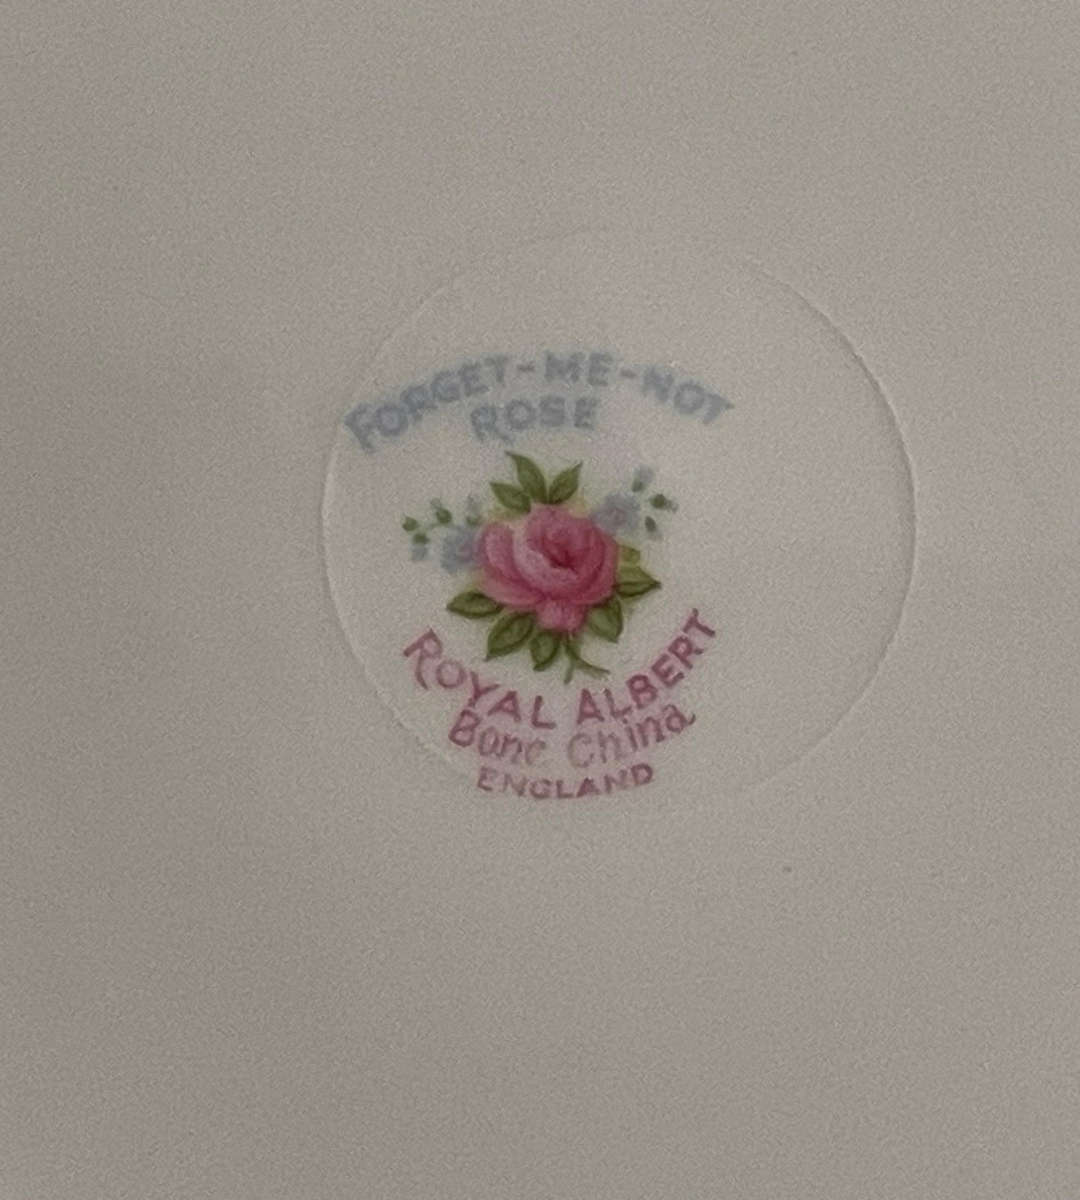 FORGET-ME-NOT
ROSE
ROYAL ALBERT
Bone China
ENGLAND